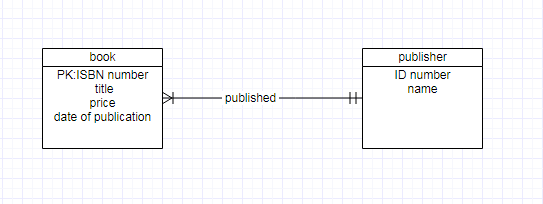 book
PK:ISBN number
title
price
date of publication
published
publisher
ID number
name